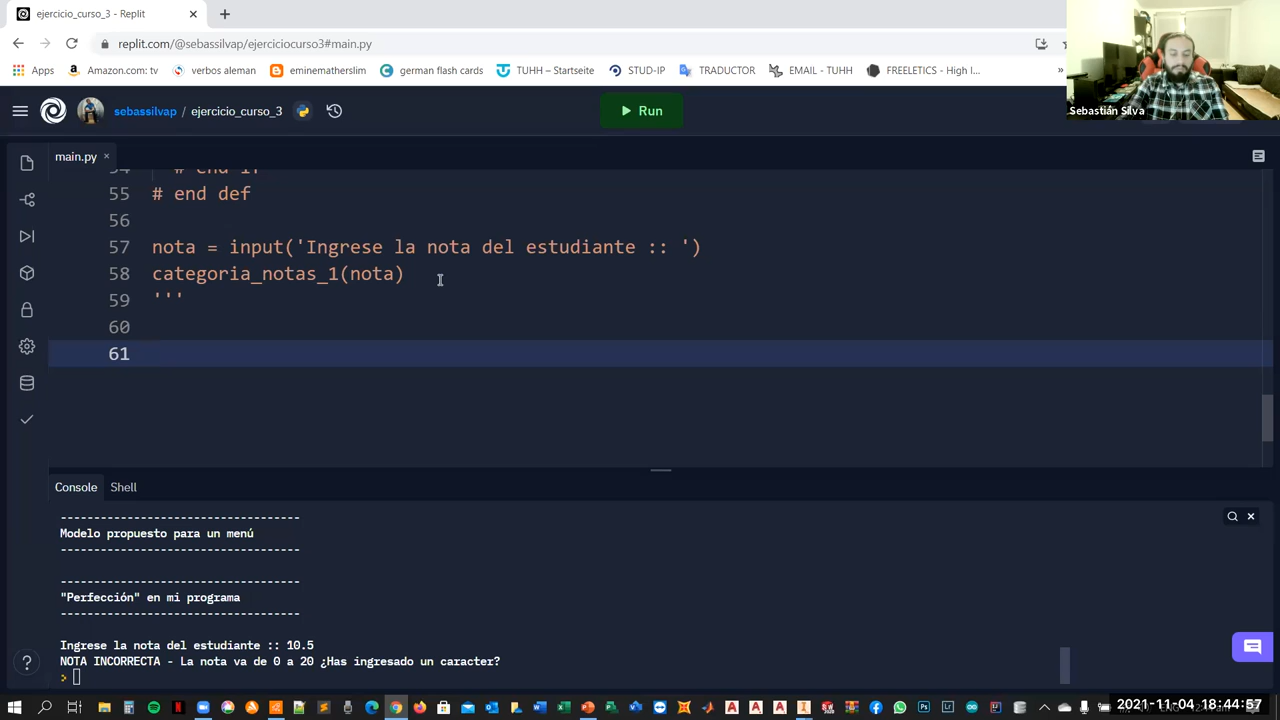 ejercicio_curso_3 - Replit
replit.com/@sebassilvap/ejerciciocurso3#main.py
Apps
Amazon.com: tv
verbos aleman
eminematherslim
german flash cards
TUHH – Startseite
STUD-IP
TRADUCTOR
EMAIL - TUHH
FREELETICS - High I...
»
Sebastián Silva
sebassilvap / ejercicio_curso_3
Run
main.py
55 # end def
56
57 nota = input('Ingrese la nota del estudiante :: ')
58 categoria_notas_1(nota)
59 '''
60
61
Console
Shell
-----------------------------------
Modelo propuesto para un menú
-----------------------------------
-----------------------------------
"Perfección" en mi programa
-----------------------------------
Ingrese la nota del estudiante :: 10.5
NOTA INCORRECTA - La nota va de 0 a 20 ¿Has ingresado un caracter?
2021-11-04 18:44:57